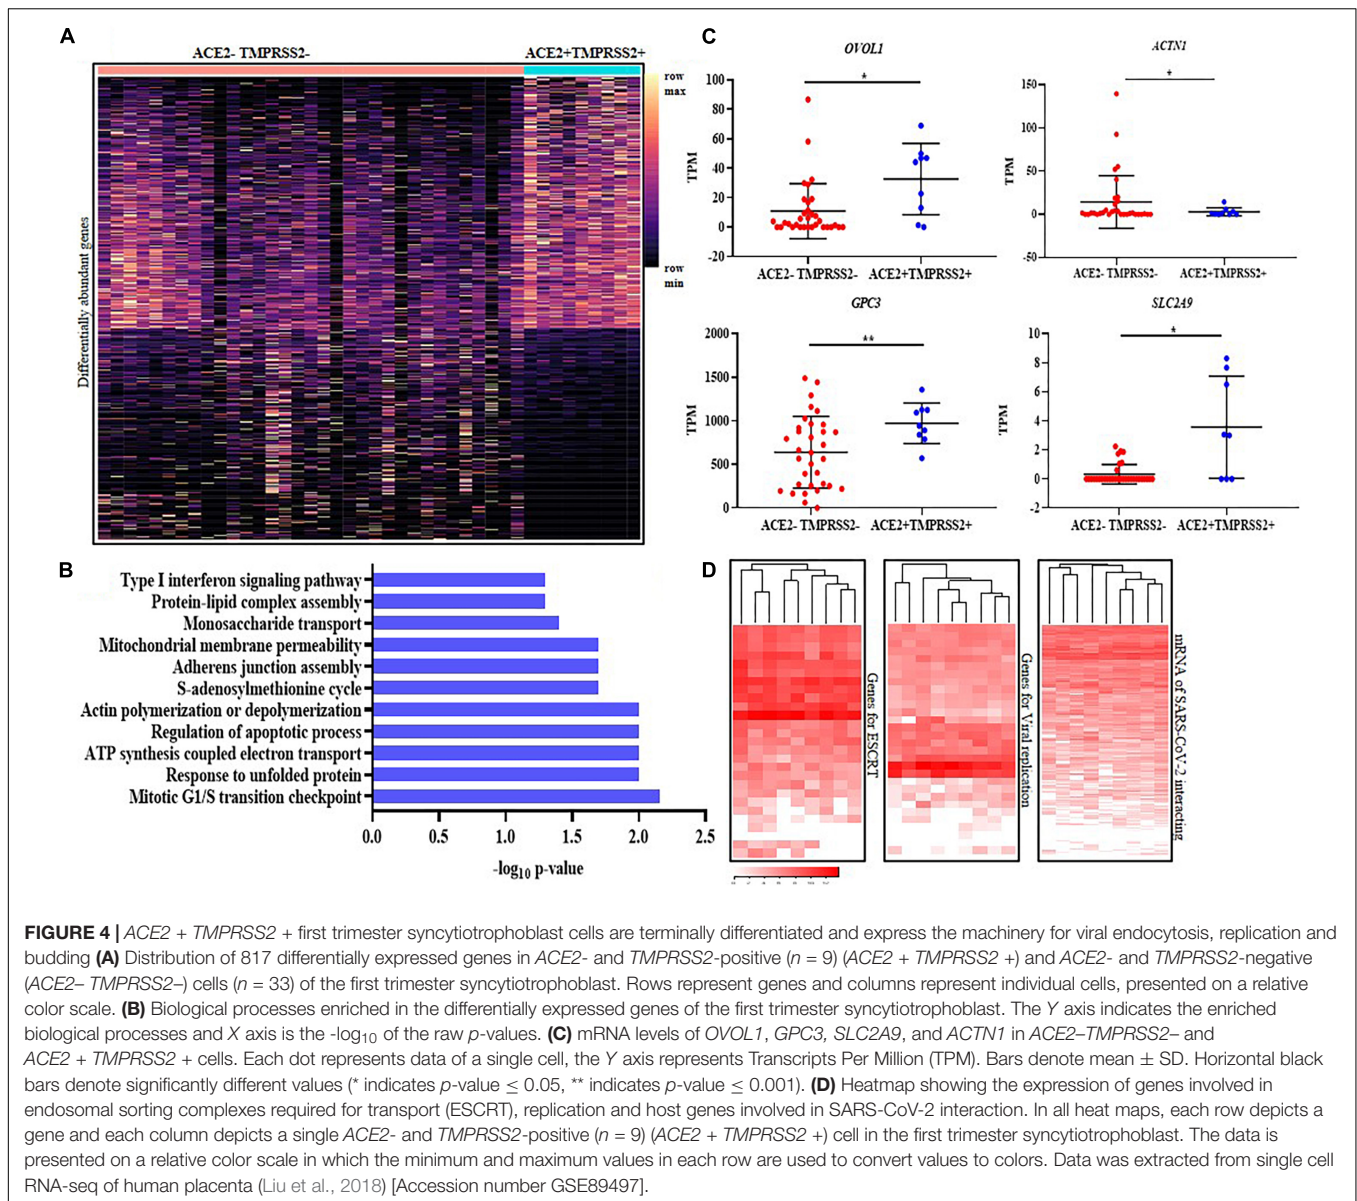 A
ACE2- TMPRSS2-
ACE2+TMPRSS2+
Differentially abundant genes
row
max
row
min
B
Type I interferon signaling pathway
Protein-lipid complex assembly
Monosaccharide transport
Mitochondrial membrane permeability
Adherens junction assembly
S-adenosylmethionine cycle
Actin polymerization or depolymerization
Regulation of apoptotic process
ATP synthesis coupled electron transport
Response to unfolded protein
Mitotic G1/S transition checkpoint
0.0 0.5 1.0 1.5 2.0 2.5
-log10 p-value
C
OVOL1
*
TPM
100
80
60
40
20
0
-20
ACE2- TMPRSS2- ACE2+TMPRSS2+
ACTN1
*
TPM
150
100
50
0
-50
ACE2- TMPRSS2- ACE2+TMPRSS2+
GPC3
**
TPM
2000
1500
1000
500
0
ACE2- TMPRSS2- ACE2+TMPRSS2+
SLC2A9
*
TPM
10
8
6
4
2
0
-2
ACE2- TMPRSS2- ACE2+TMPRSS2+
D
Genes for ESCRT
Genes for Viral replication
mRNA of SARS-CoV-2 interacting
FIGURE 4 | ACE2 + TMPRSS2 + first trimester syncytiotrophoblast cells are terminally differentiated and express the machinery for viral endocytosis, replication and
budding (A) Distribution of 817 differentially expressed genes in ACE2- and TMPRSS2-positive (n = 9) (ACE2 + TMPRSS2 +) and ACE2- and TMPRSS2-negative
(ACE2– TMPRSS2–) cells (n = 33) of the first trimester syncytiotrophoblast. Rows represent genes and columns represent individual cells, presented on a relative
color scale. (B) Biological processes enriched in the differentially expressed genes of the first trimester syncytiotrophoblast. The Y axis indicates the enriched
biological processes and X axis is the -log10 of the raw p-values. (C) mRNA levels of OVOL1, GPC3, SLC2A9, and ACTN1 in ACE2–TMPRSS2– and
ACE2 + TMPRSS2 + cells. Each dot represents data of a single cell, the Y axis represents Transcripts Per Million (TPM). Bars denote mean ± SD. Horizontal black
bars denote significantly different values (* indicates p-value ≤ 0.05, ** indicates p-value ≤ 0.001). (D) Heatmap showing the expression of genes involved in
endosomal sorting complexes required for transport (ESCRT), replication and host genes involved in SARS-CoV-2 interaction. In all heat maps, each row depicts a
gene and each column depicts a single ACE2- and TMPRSS2-positive (n = 9) (ACE2 + TMPRSS2 +) cell in the first trimester syncytiotrophoblast. The data is
presented on a relative color scale in which the minimum and maximum values in each row are used to convert values to colors. Data was extracted from single cell
RNA-seq of human placenta (Liu et al., 2018) [Accession number GSE89497].